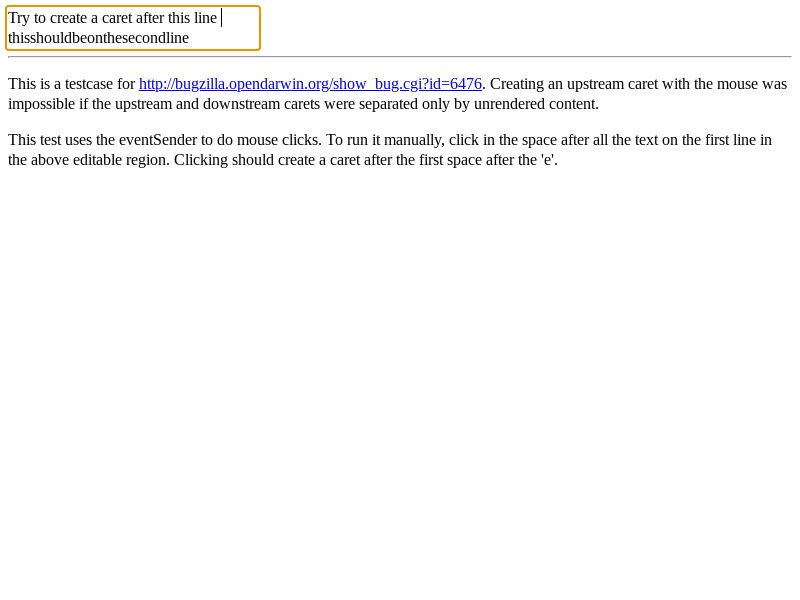 Try to create a caret after this line
thisshouldbeonthesecondline
This is a testcase for http://bugzilla.opendarwin.org/show_bug.cgi?id=6476. Creating an upstream caret with the mouse was
impossible if the upstream and downstream carets were separated only by unrendered content.
This test uses the eventSender to do mouse clicks. To run it manually, click in the space after all the text on the first line in
the above editable region. Clicking should create a caret after the first space after the 'e'.